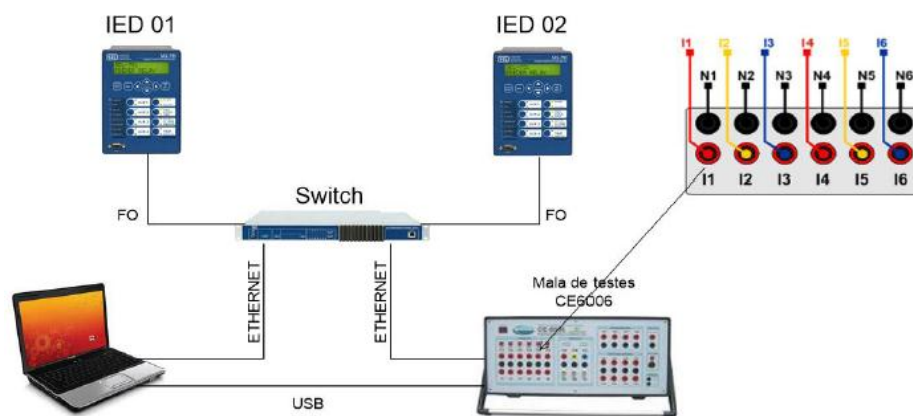 IED 01
IED 02
I1 I2 I3 I4 I5 I6
N1 N2 N3 N4 N5 N6
I1 I2 I3 I4 I5 I6
FO
Switch
FO
ETHERNET
ETHERNET
Mala de testes
CE6006
USB